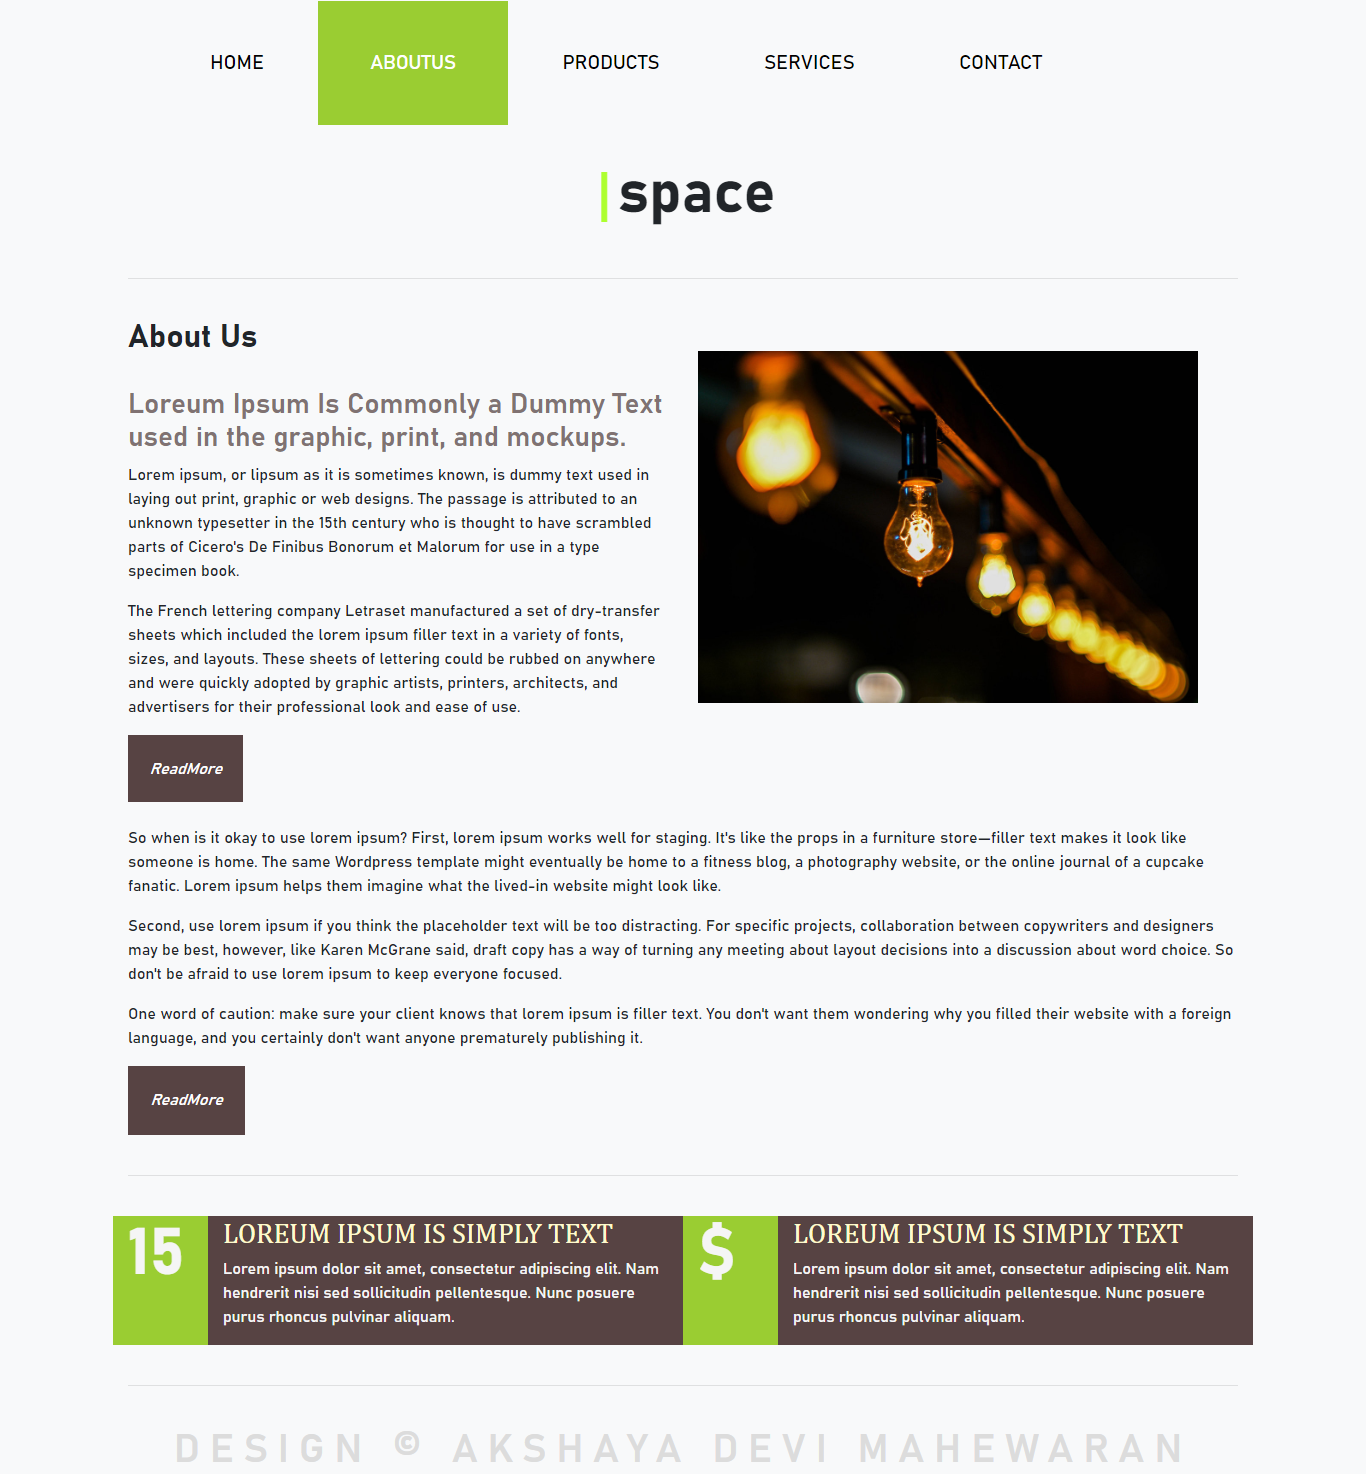 HOME ABOUTUS PRODUCTS SERVICES CONTACT
|space
About Us
Loreum Ipsum Is Commonly a Dummy Text
used in the graphic, print, and mockups.
Lorem ipsum, or lipsum as it is sometimes known, is dummy text used in
laying out print, graphic or web designs. The passage is attributed to an
unknown typesetter in the 15th century who is thought to have scrambled
parts of Cicero's De Finibus Bonorum et Malorum for use in a type
specimen book.
The French lettering company Letraset manufactured a set of dry-transfer
sheets which included the lorem ipsum filler text in a variety of fonts,
sizes, and layouts. These sheets of lettering could be rubbed on anywhere
and were quickly adopted by graphic artists, printers, architects, and
advertisers for their professional look and ease of use.
ReadMore
So when is it okay to use lorem ipsum? First, lorem ipsum works well for staging. It's like the props in a furniture store—filler text makes it look like
someone is home. The same Wordpress template might eventually be home to a fitness blog, a photography website, or the online journal of a cupcake
fanatic. Lorem ipsum helps them imagine what the lived-in website might look like.
Second, use lorem ipsum if you think the placeholder text will be too distracting. For specific projects, collaboration between copywriters and designers
may be best, however, like Karen McGrane said, draft copy has a way of turning any meeting about layout decisions into a discussion about word choice. So
don't be afraid to use lorem ipsum to keep everyone focused.
One word of caution: make sure your client knows that lorem ipsum is filler text. You don't want them wondering why you filled their website with a foreign
language, and you certainly don't want anyone prematurely publishing it.
ReadMore
15
LOREUM IPSUM IS SIMPLY TEXT
Lorem ipsum dolor sit amet, consectetur adipiscing elit. Nam
hendrerit nisi sed sollicitudin pellentesque. Nunc posuere
purus rhoncus pulvinar aliquam.
$
LOREUM IPSUM IS SIMPLY TEXT
Lorem ipsum dolor sit amet, consectetur adipiscing elit. Nam
hendrerit nisi sed sollicitudin pellentesque. Nunc posuere
purus rhoncus pulvinar aliquam.
DESIGN © AKSHAYA DEVI MAHEWARAN